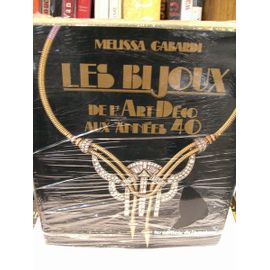 MELISSA GABARDI
LES BIJOUX
DE L'ART DÉCO
AUX ANNÉES 40